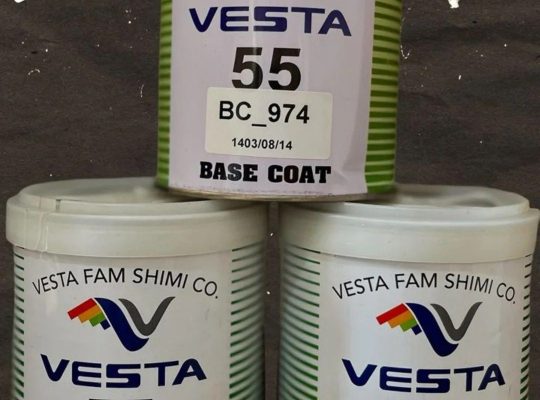 VESTA
55
BC_974
1403/08/14
BASE COAT
VESTA FAM SHIMI CO.
VESTA
VESTA FAM SHIMI CO.
VESTA